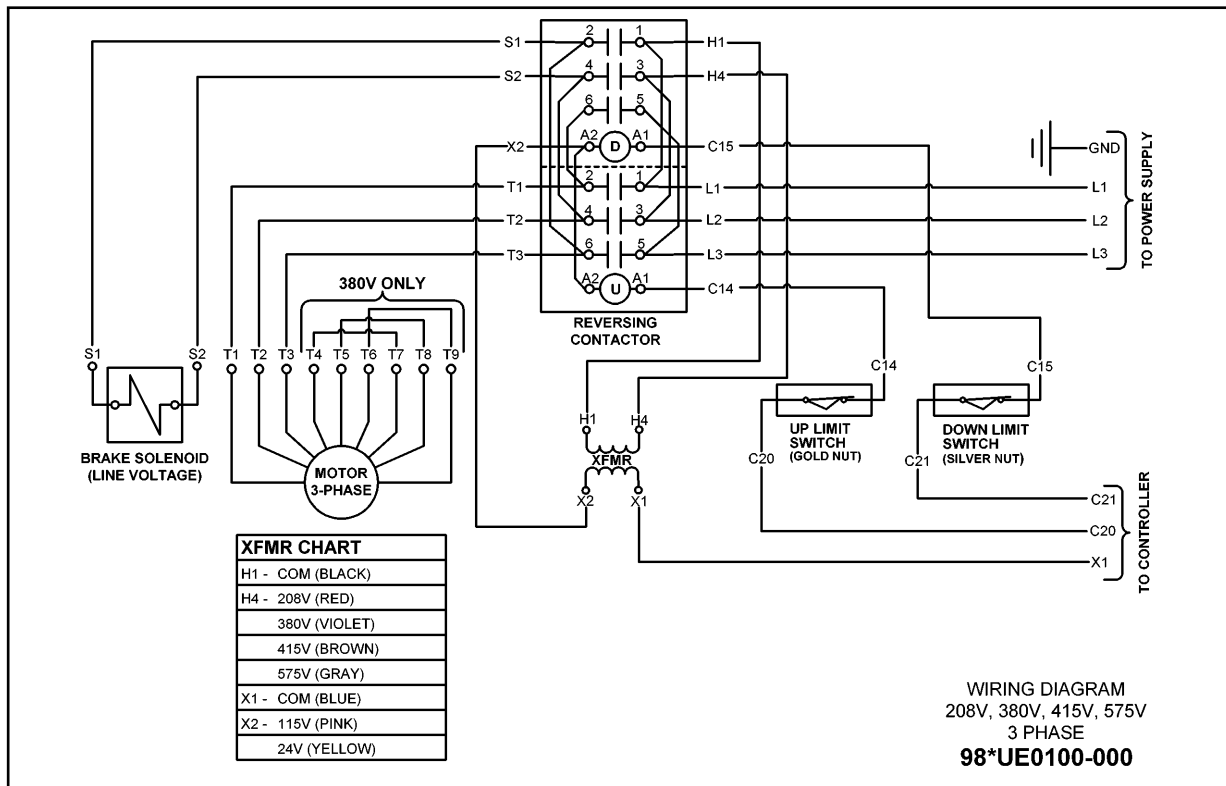 S1 2 1 H1
S2 4 3 H4
6 5
X2 A2 D A1 C15
T1 2 1 L1
T2 4 3 L2
T3 6 5 L3
A2 U A1 C14
REVERSING
CONTACTOR
GND
L1
L2
L3
TO POWER SUPPLY
380V ONLY
S1 S2 T1 T2 T3 T4 T5 T6 T7 T8 T9
BRAKE SOLENOID
(LINE VOLTAGE)
MOTOR
3-PHASE
H1 H4
XFMR
X2 X1
C14
C20
UP LIMIT
SWITCH
(GOLD NUT)
C15
C21
DOWN LIMIT
SWITCH
(SILVER NUT)
C21
C20
X1
TO CONTROLLER
XFMR CHART
H1 - COM (BLACK)
H4 - 208V (RED)
380V (VIOLET)
415V (BROWN)
575V (GRAY)
X1 - COM (BLUE)
X2 - 115V (PINK)
24V (YELLOW)
WIRING DIAGRAM
208V, 380V, 415V, 575V
3 PHASE
98*UE0100-000